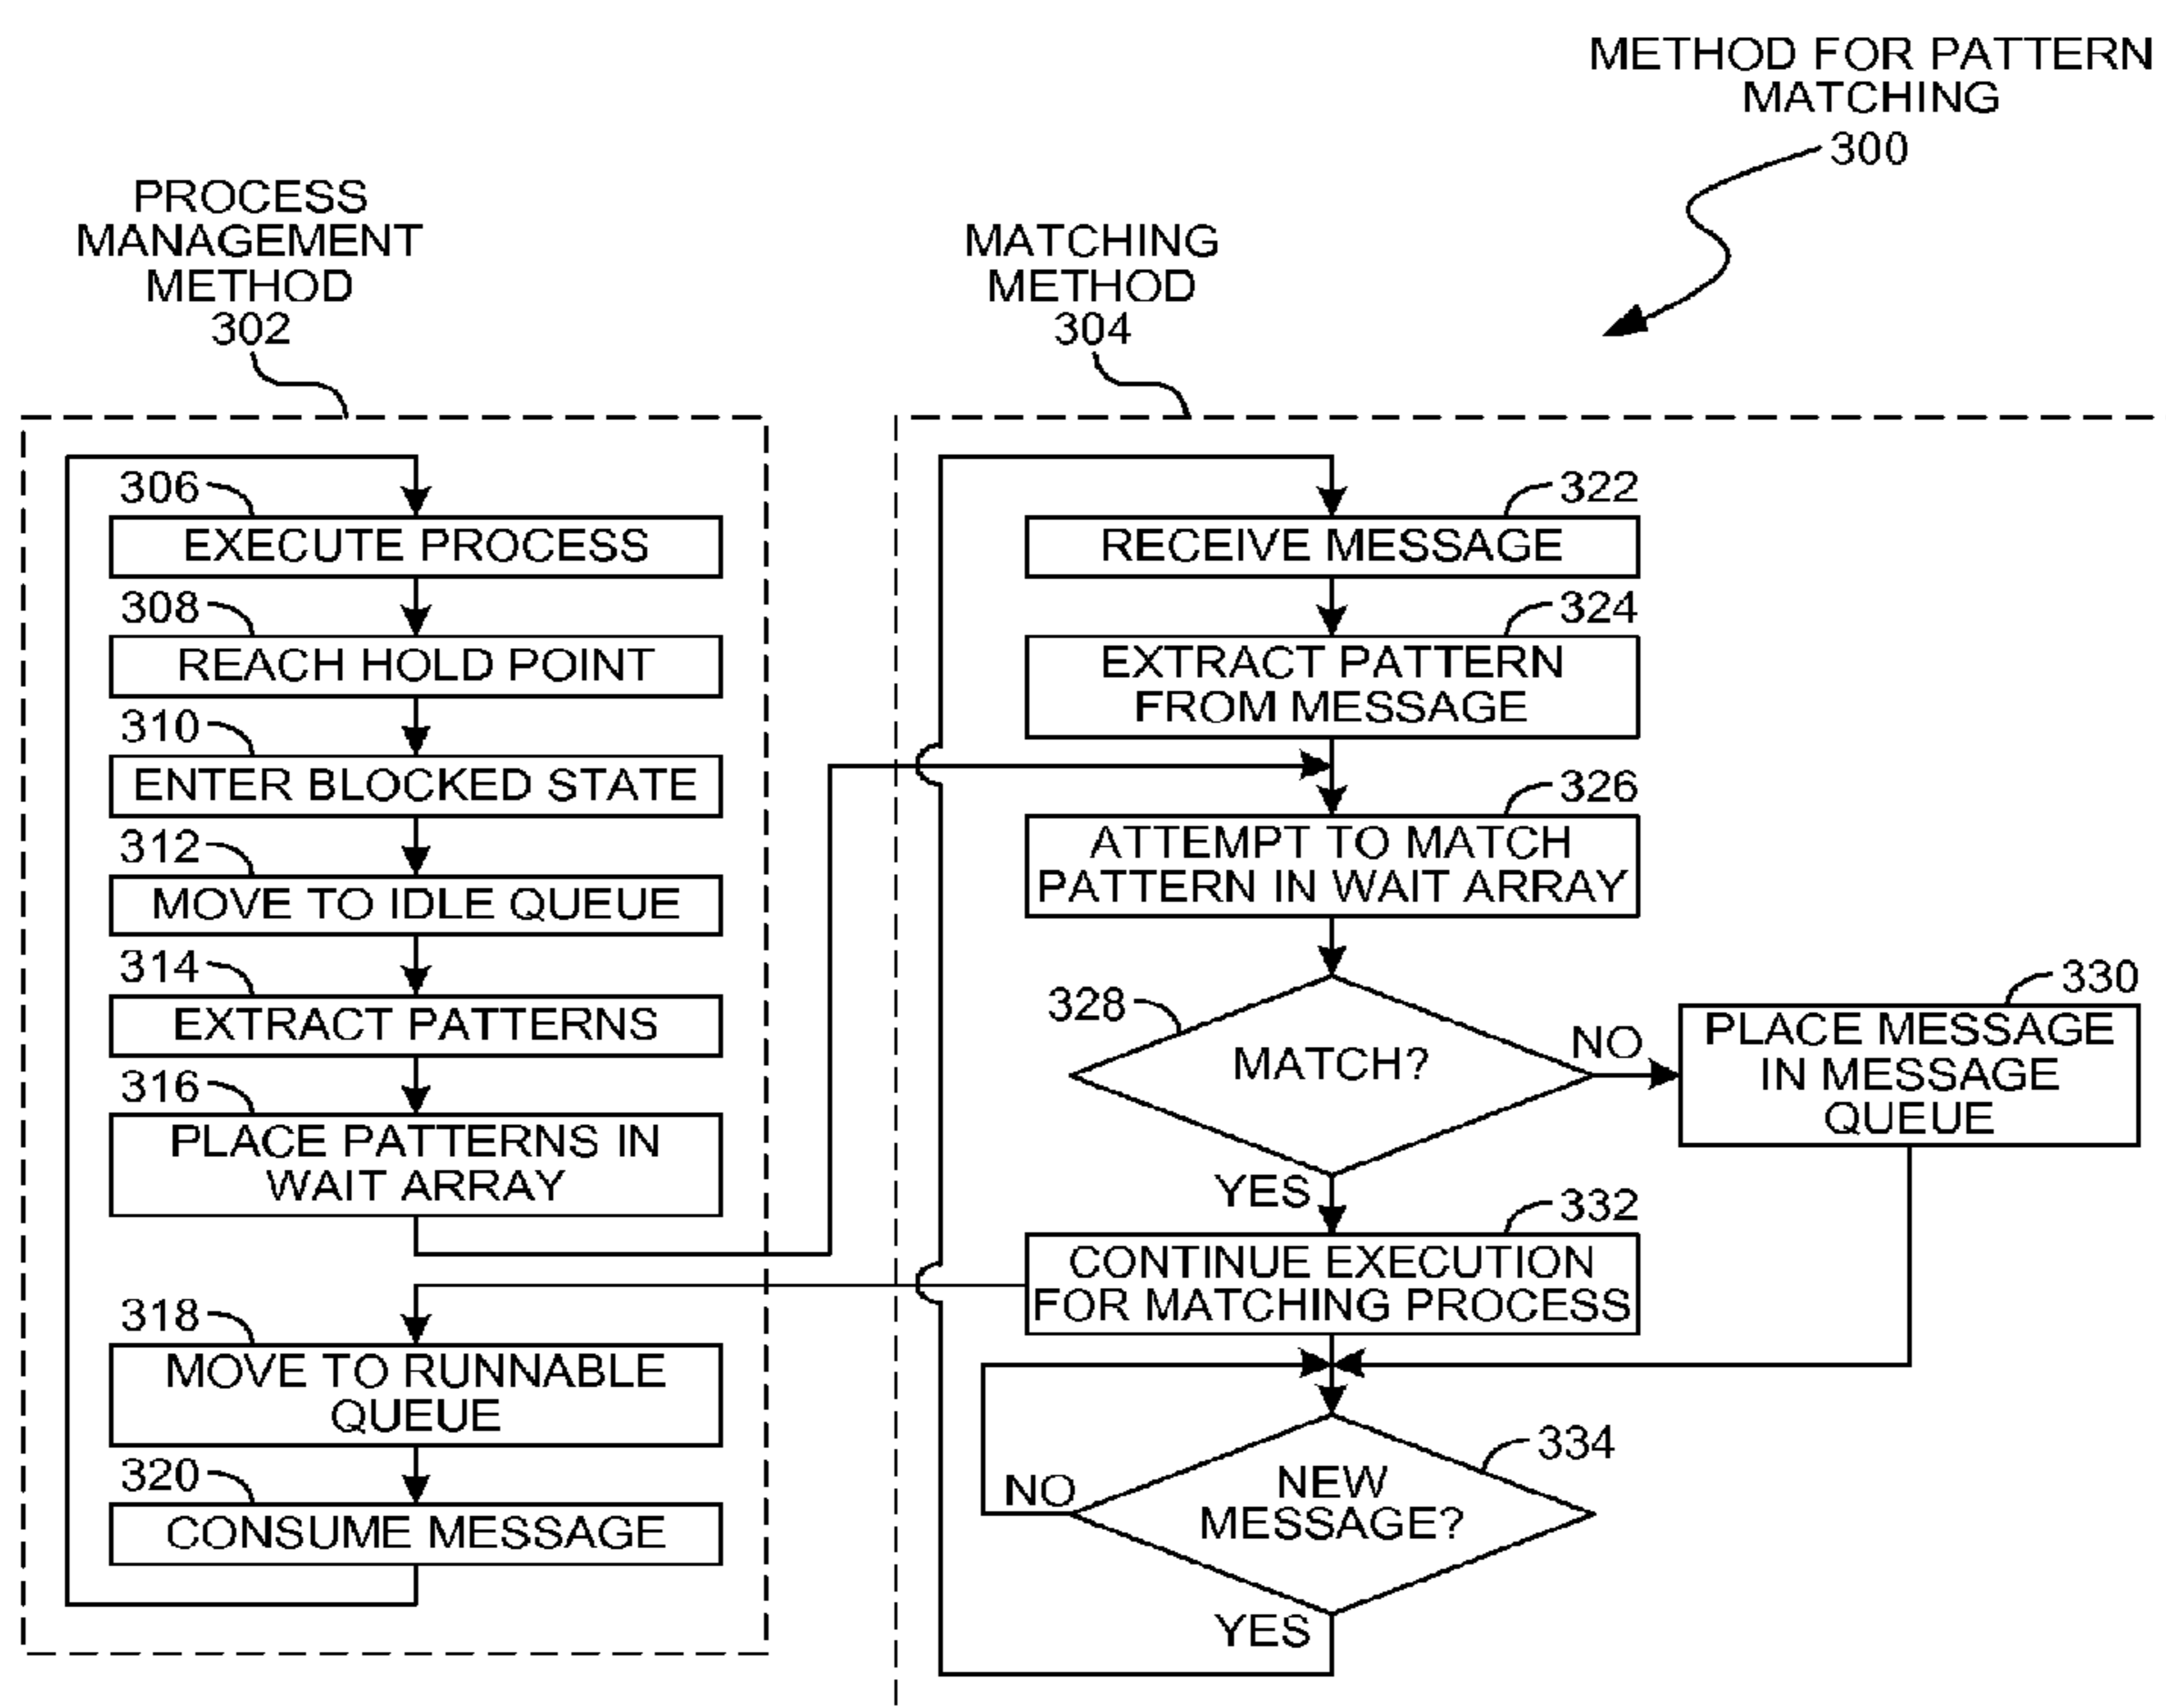 METHOD FOR PATTERN
MATCHING
300
PROCESS
MANAGEMENT
METHOD
302
MATCHING
METHOD
304
306
EXECUTE PROCESS
308
REACH HOLD POINT
310
ENTER BLOCKED STATE
312
MOVE TO IDLE QUEUE
314
EXTRACT PATTERNS
316
PLACE PATTERNS IN
WAIT ARRAY
318
MOVE TO RUNNABLE
QUEUE
320
CONSUME MESSAGE
322
RECEIVE MESSAGE
324
EXTRACT PATTERN
FROM MESSAGE
326
ATTEMPT TO MATCH
PATTERN IN WAIT ARRAY
328
MATCH?
NO
330
PLACE MESSAGE
IN MESSAGE
QUEUE
YES
332
CONTINUE EXECUTION
FOR MATCHING PROCESS
334
NEW
MESSAGE?
NO
YES